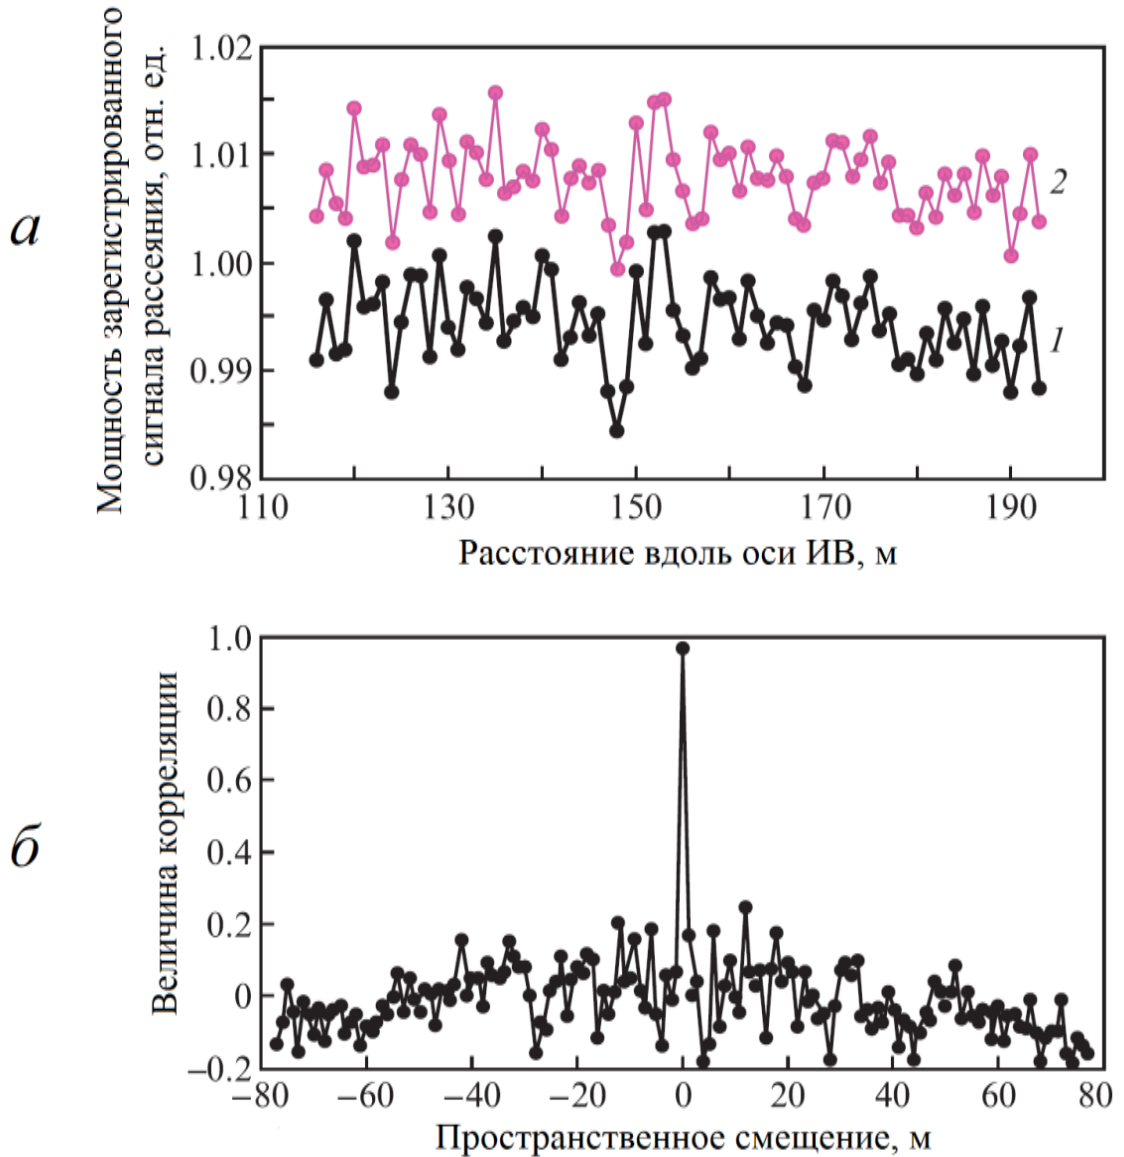 а
Мощность зарегистрированного
сигнала рассеяния, отн. ед.
1.02
1.01
1.00
0.99
0.98
2
1
110 130 150 170 190
Расстояние вдоль оси ИВ, м
б
Величина корреляции
1.0
0.8
0.6
0.4
0.2
0
−0.2
−80 −60 −40 −20 0 20 40 60 80
Пространственное смещение, м